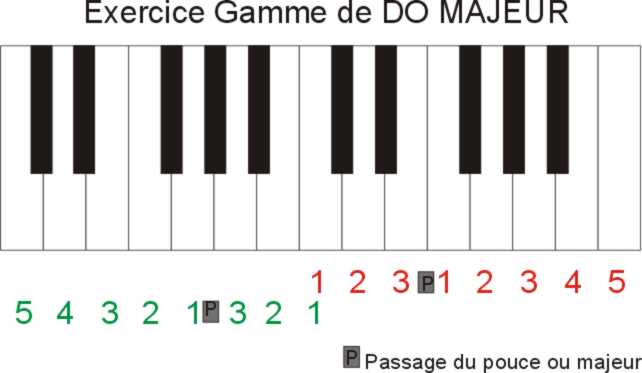 Exercice Gamme de DO MAJEUR
1 2 3 P 1 2 3 4 5
5 4 3 2 1 P 3 2 1
P Passage du pouce ou majeur